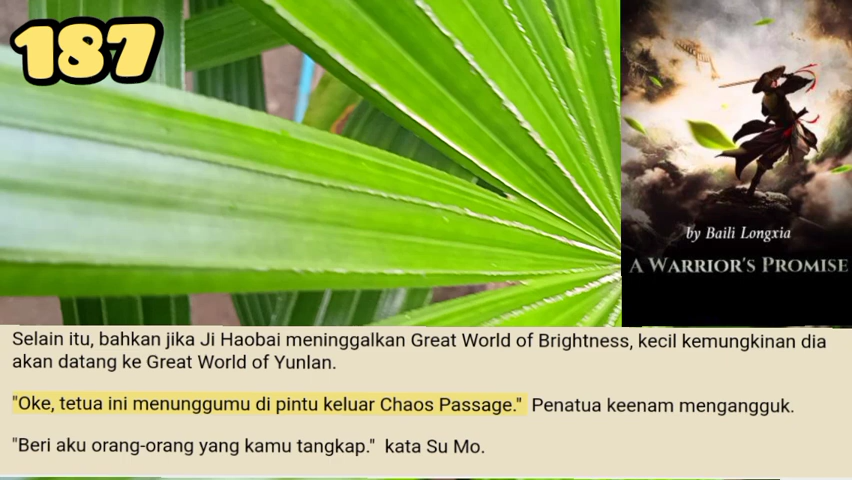 187
by Baili Longxia
A Warrior's Promise
Selain itu, bahkan jika Ji Haobai meninggalkan Great World of Brightness, kecil kemungkinan dia
akan datang ke Great World of Yunlan.
"Oke, tetua ini menunggumu di pintu keluar Chaos Passage." Penatua keenam mengangguk.
"Beri aku orang-orang yang kamu tangkap." kata Su Mo.